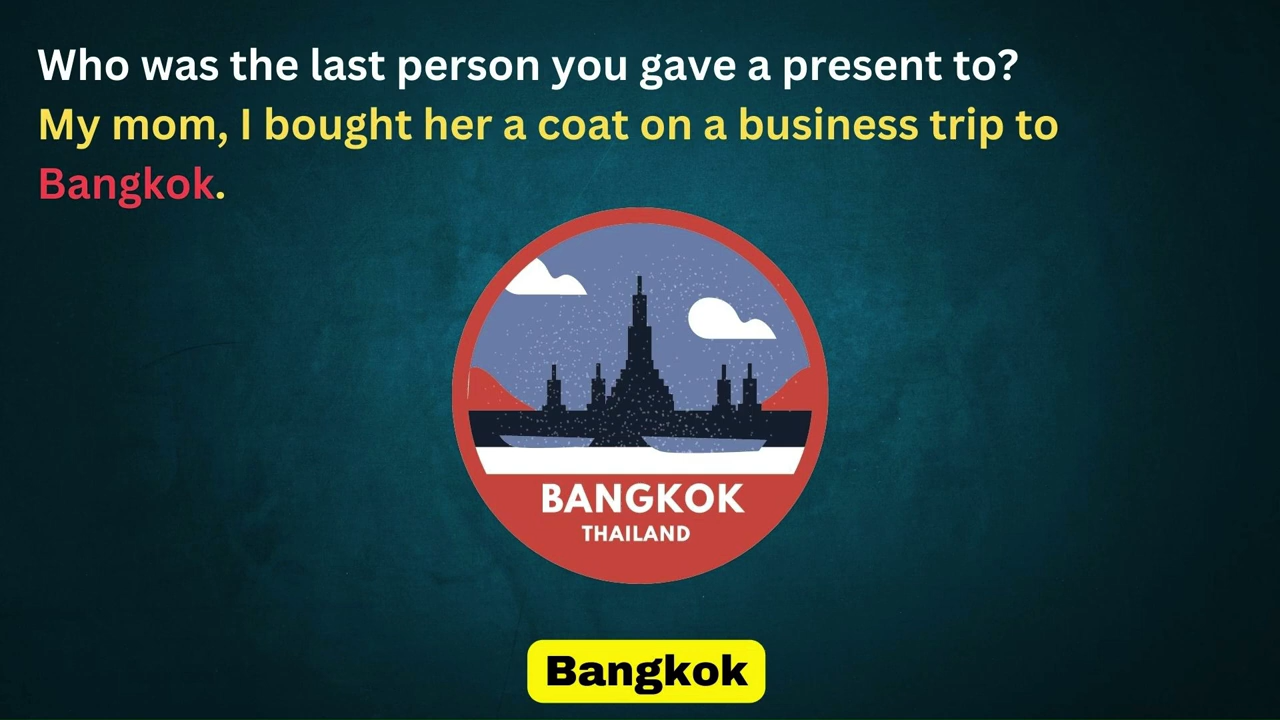 Who was the last person you gave a present to?
My mom, I bought her a coat on a business trip to
Bangkok.
BANGKOK
THAILAND
Bangkok